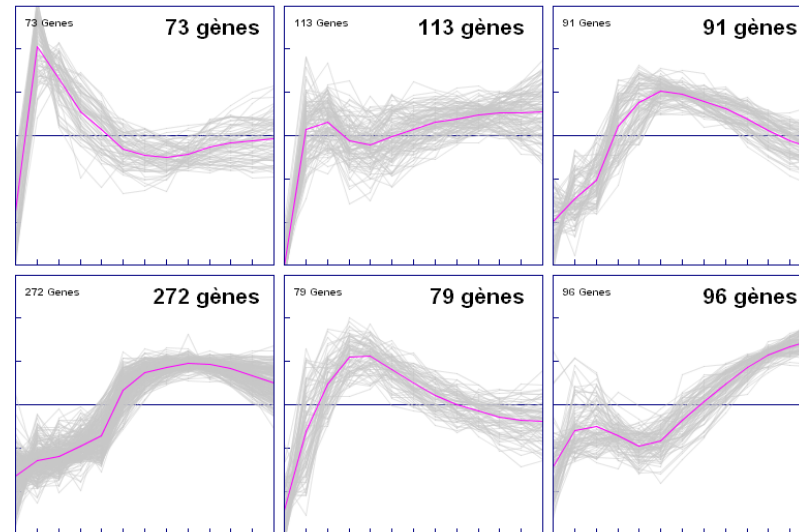 73 Genes
73 gènes
113 Genes
113 gènes
91 Genes
91 gènes
272 Genes
272 gènes
79 Genes
79 gènes
96 Genes
96 gènes